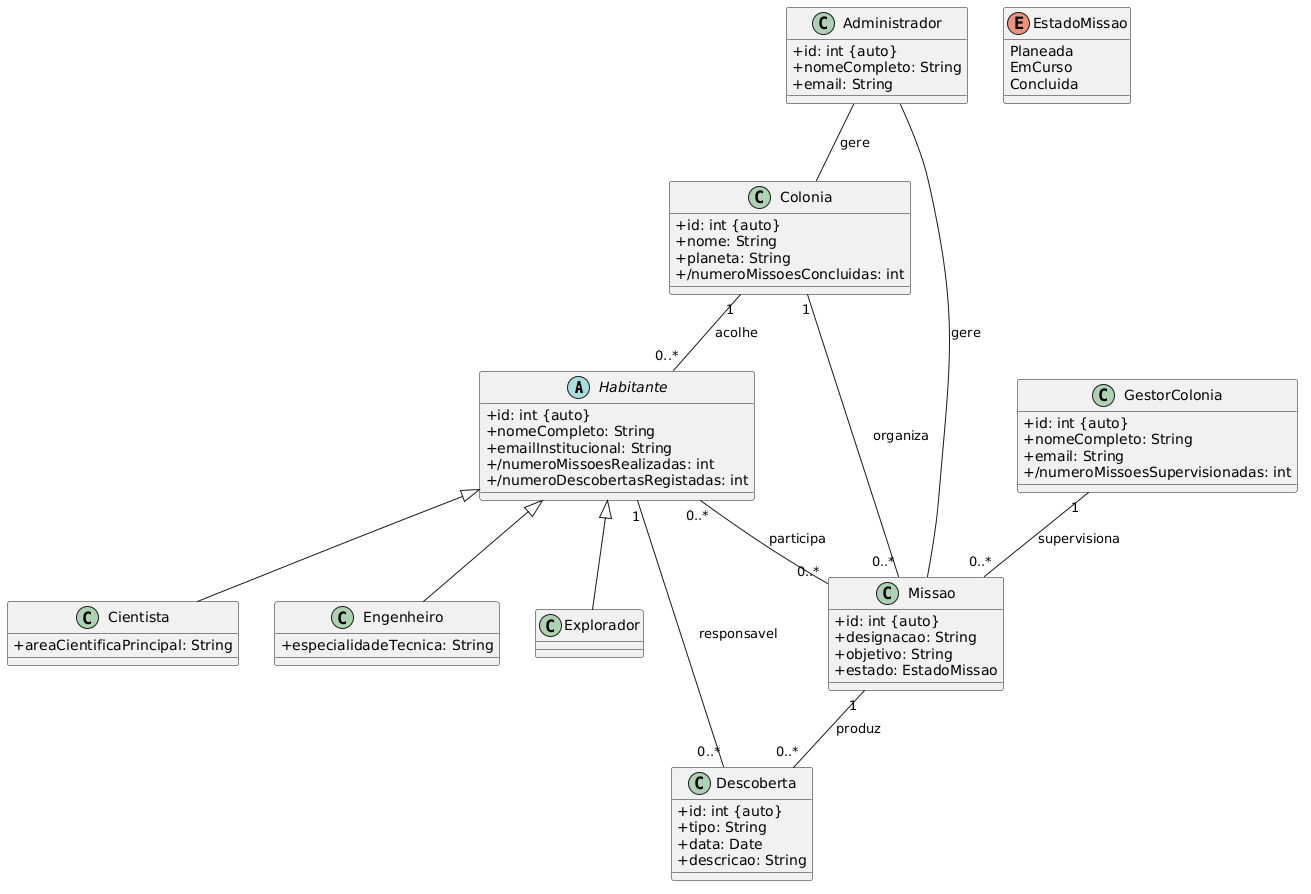 C Administrador
+id: int {auto}
+nomeCompleto: String
+email: String
E EstadoMissao
Planeada
EmCurso
Concluida
gere
C Colonia
+id: int {auto}
+nome: String
+planeta: String
+/numeroMissoesConcluidas: int
1
1
acolhe
gere
0..*
A Habitante
+id: int {auto}
+nomeCompleto: String
+emailInstitucional: String
+/numeroMissoesRealizadas: int
+/numeroDescobertasRegistadas: int
organiza
C GestorColonia
+id: int {auto}
+nomeCompleto: String
+email: String
+/numeroMissoesSupervisionadas: int
1
0..*
1
participa
supervisiona
0..*
0..*
0..*
C Cientista
+areaCientificaPrincipal: String
C Engenheiro
+especialidadeTecnica: String
C Explorador
responsavel
C Missao
+id: int {auto}
+designacao: String
+objetivo: String
+estado: EstadoMissao
1
produz
0..*
0..*
C Descoberta
+id: int {auto}
+tipo: String
+data: Date
+descricao: String